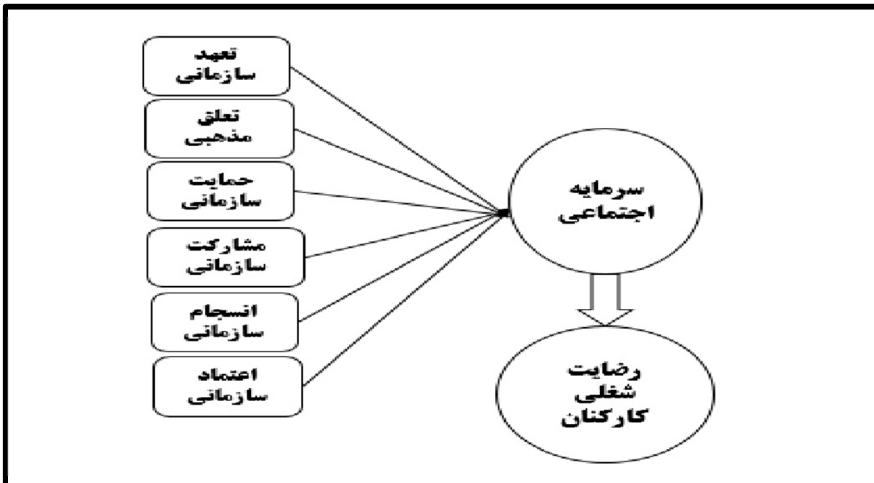 تعهد
سازمانی
تعلق
مذهبی
حمایت
سازمانی
مشارکت
سازمانی
انسجام
سازمانی
اعتماد
سازمانی
سرمایه
اجتماعی
رضایت
شغلی
کارکنان